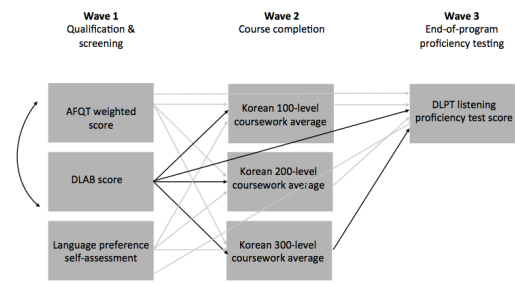 Wave 1
Qualification &
screening
Wave 2
Course completion
Wave 3
End-of-program
proficiency testing
AFQT weighted
score
DLAB score
Language preference
self-assessment
Korean 100-level
coursework average
Korean 200-level
coursework average
Korean 300-level
coursework average
DLPT listening
proficiency test score